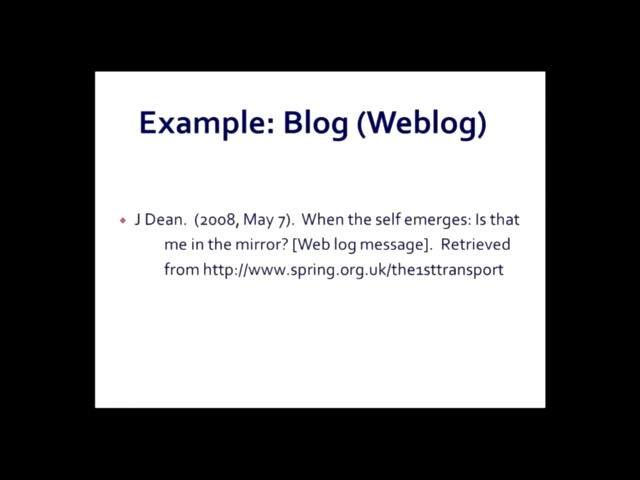 Example: Blog (Weblog)
J Dean. (2008, May 7). When the self emerges: Is that
me in the mirror? [Web log message]. Retrieved
from http://www.spring.org.uk/the1sttransport